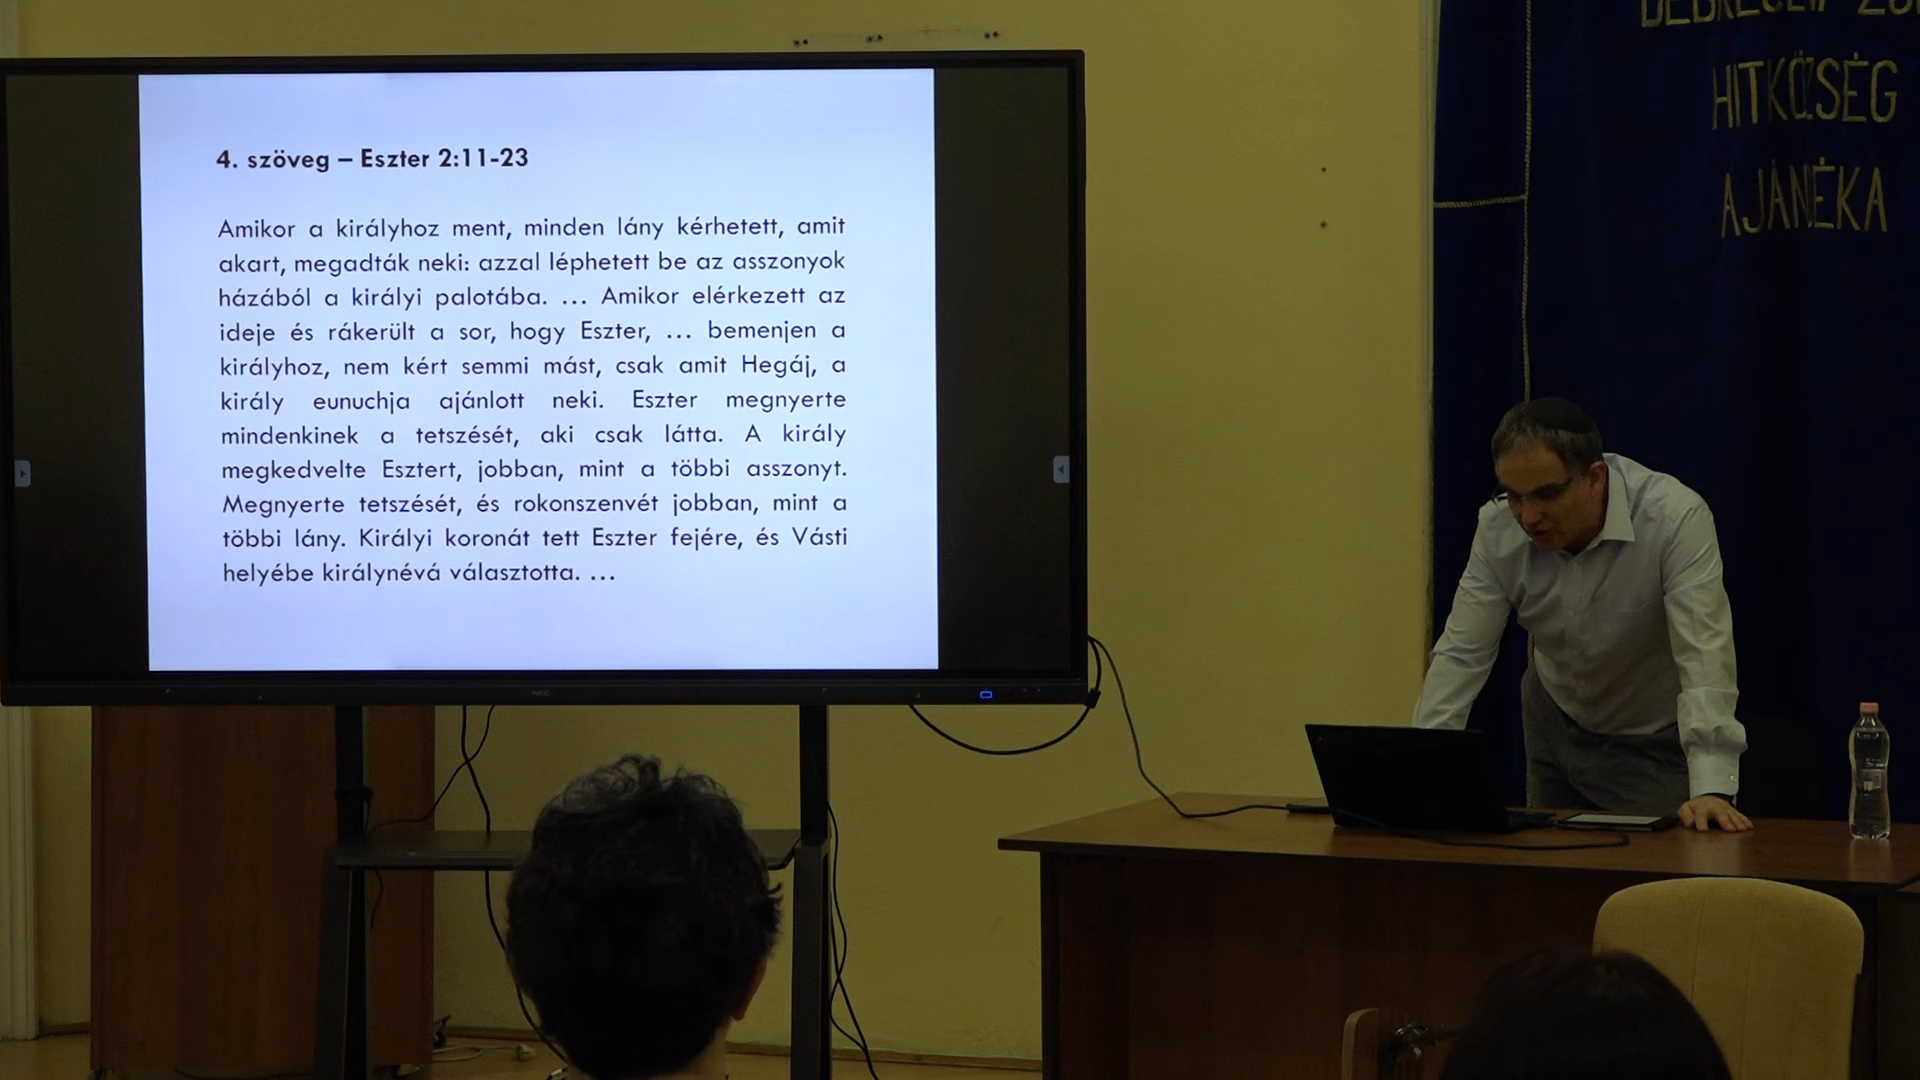 4. szöveg – Eszter 2:11-23
Amikor a királyhoz ment, minden lány kérhetett, amit
akart, megadták neki: azzal léphetett be az asszonyok
házából a királyi palotába. … Amikor elérkezett az
ideje és rákerült a sor, hogy Eszter, … bemenjen a
királyhoz, nem kért semmi mást, csak amit Hegáj, a
király eunuchja ajánlott neki. Eszter megnyerte
mindenkinek a tetszését, aki csak látta. A király
megkedvelte Esztert, jobban, mint a többi asszonyt.
Megnyerte tetszését, és rokonszenvét jobban, mint a
többi lány. Királyi koronát tett Eszter fejére, és Vásti
helyébe királynévá választotta. …
NEC
HITKÖZSÉG
AJÁNÉKA